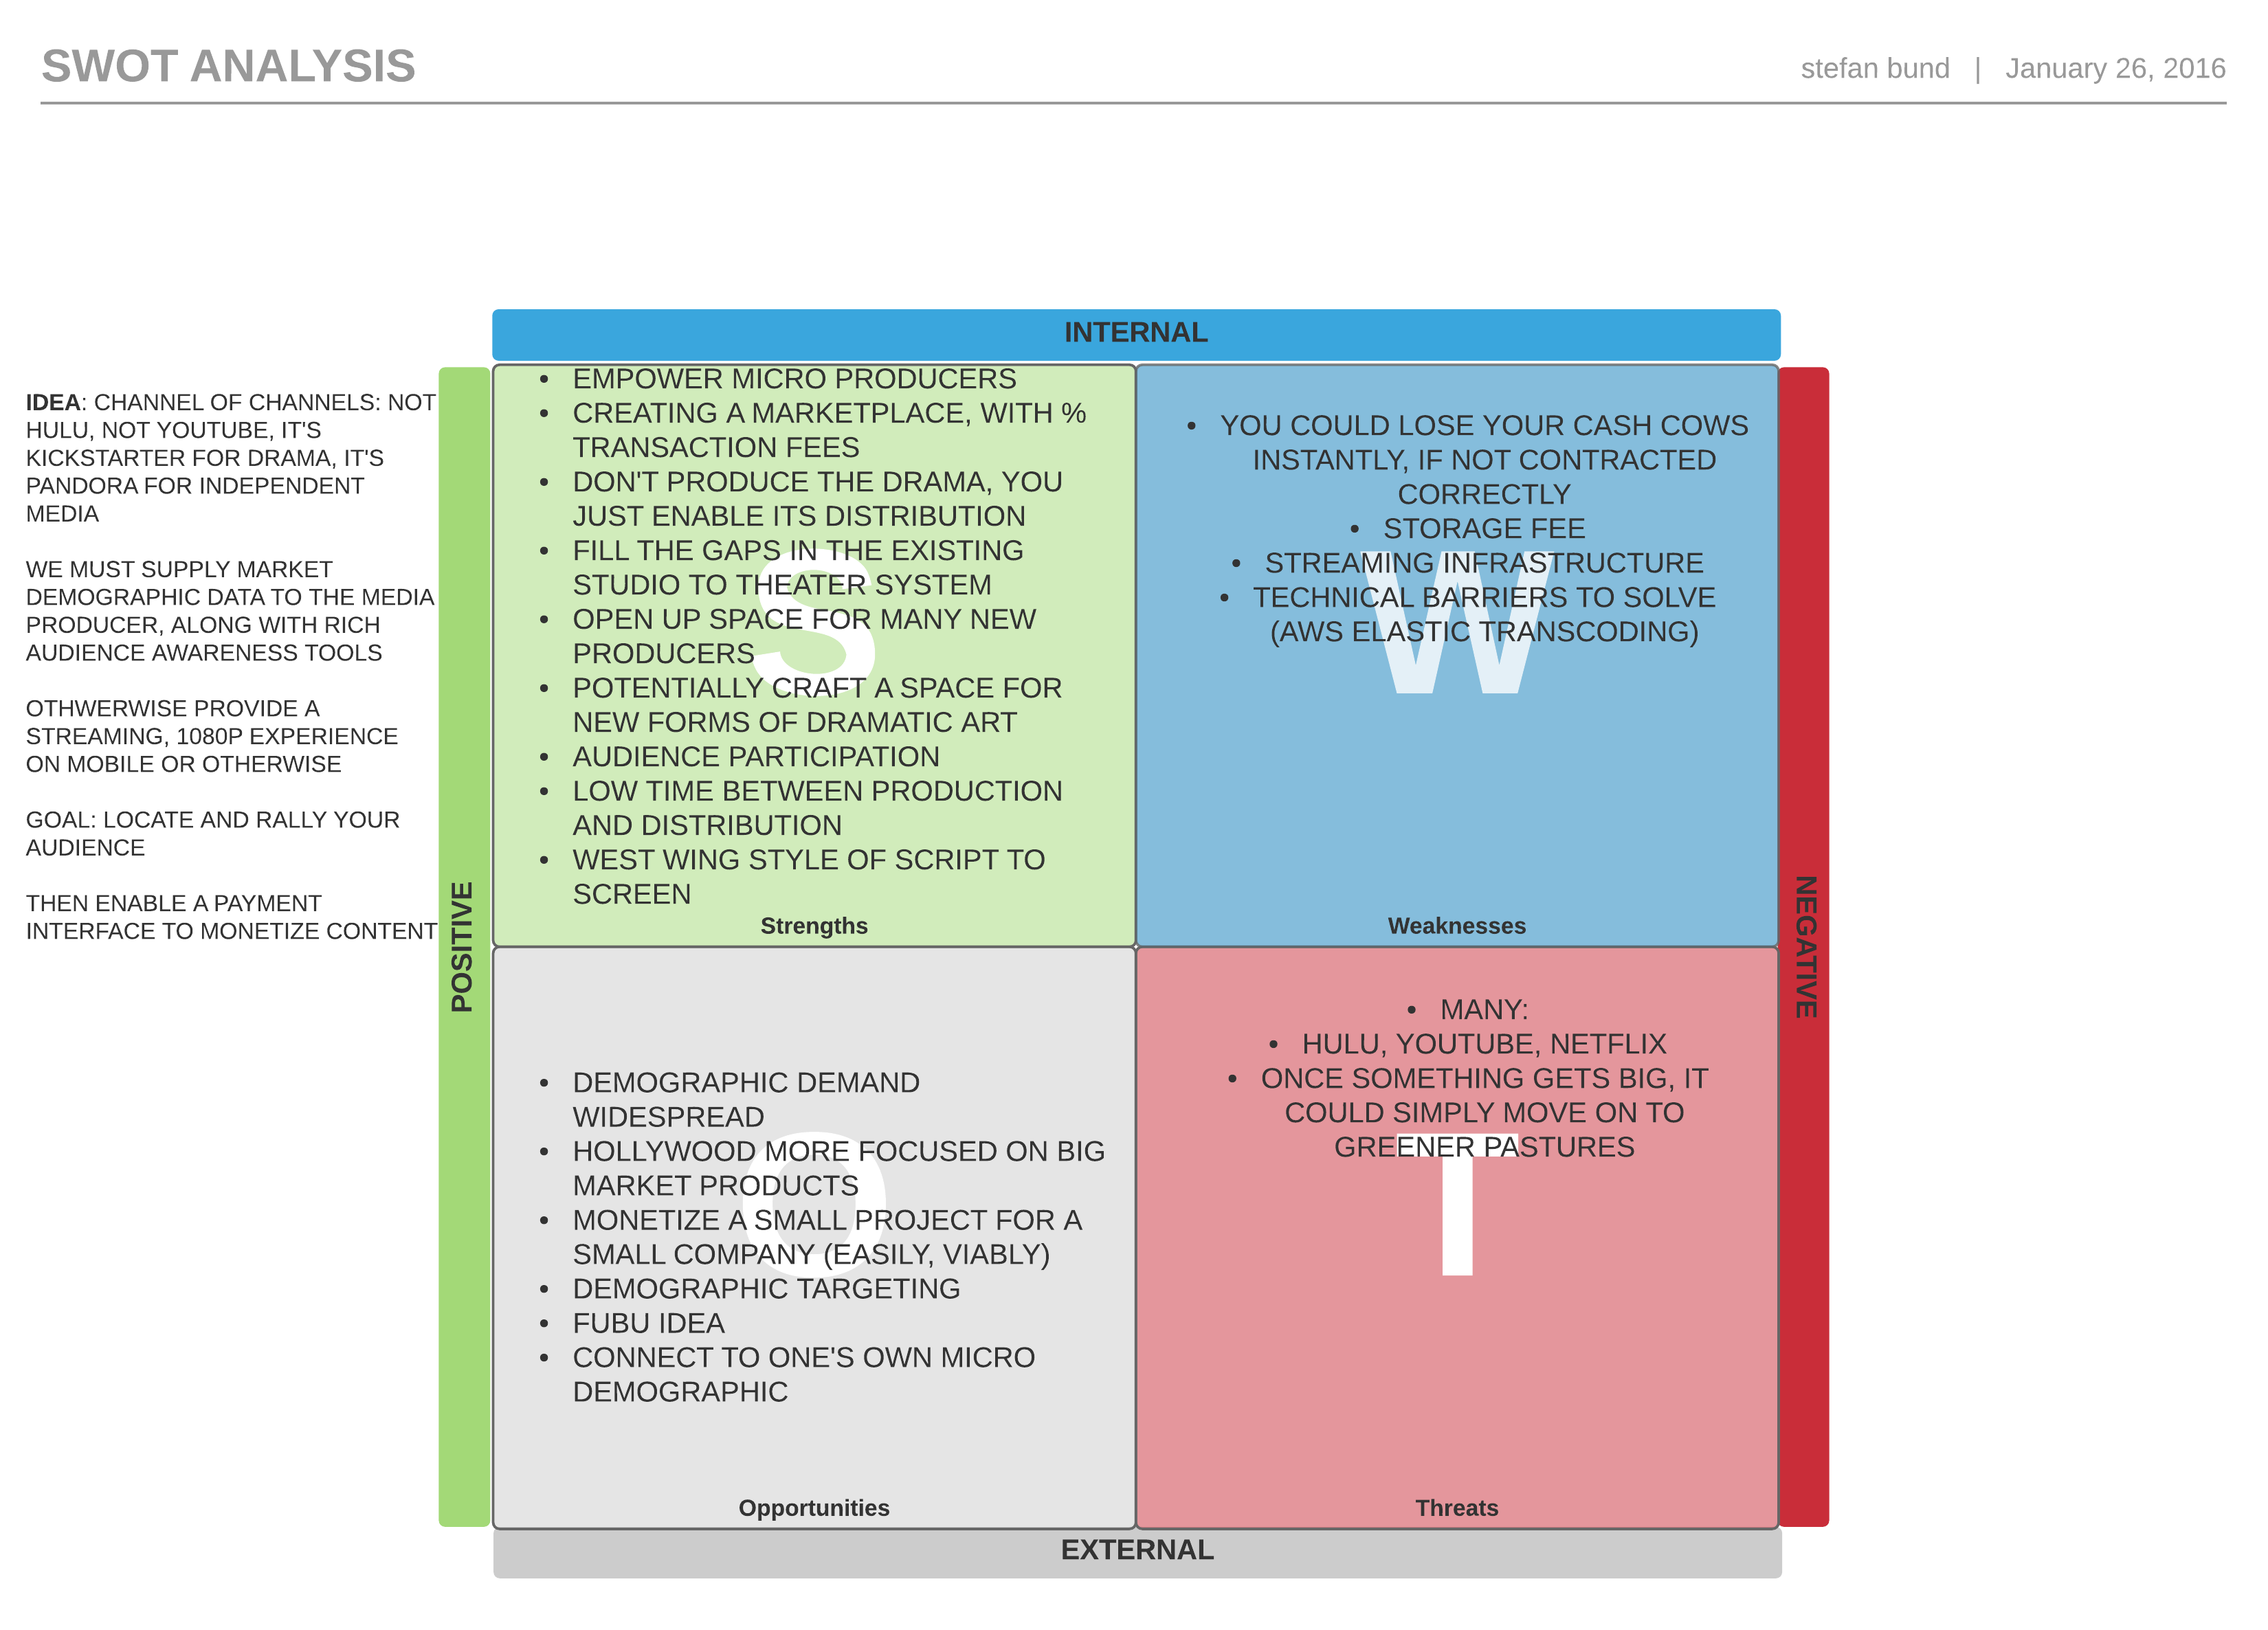 SWOT ANALYSIS
stefan bund | January 26, 2016
INTERNAL
IDEA: CHANNEL OF CHANNELS: NOT
HULU, NOT YOUTUBE, IT'S
KICKSTARTER FOR DRAMA, IT'S
PANDORA FOR INDEPENDENT
MEDIA
WE MUST SUPPLY MARKET
DEMOGRAPHIC DATA TO THE MEDIA
PRODUCER, ALONG WITH RICH
AUDIENCE AWARENESS TOOLS
OTHWERWISE PROVIDE A
STREAMING, 1080P EXPERIENCE
ON MOBILE OR OTHERWISE
GOAL: LOCATE AND RALLY YOUR
AUDIENCE
THEN ENABLE A PAYMENT
INTERFACE TO MONETIZE CONTENT
POSITIVE
• EMPOWER MICRO PRODUCERS
• CREATING A MARKETPLACE, WITH %
TRANSACTION FEES
• DON'T PRODUCE THE DRAMA, YOU
JUST ENABLE ITS DISTRIBUTION
• FILL THE GAPS IN THE EXISTING
STUDIO TO THEATER SYSTEM
• OPEN UP SPACE FOR MANY NEW
PRODUCERS
• POTENTIALLY CRAFT A SPACE FOR
NEW FORMS OF DRAMATIC ART
• AUDIENCE PARTICIPATION
• LOW TIME BETWEEN PRODUCTION
AND DISTRIBUTION
• WEST WING STYLE OF SCRIPT TO
SCREEN
S
Strengths
• YOU COULD LOSE YOUR CASH COWS
INSTANTLY, IF NOT CONTRACTED
CORRECTLY
• STORAGE FEE
• STREAMING INFRASTRUCTURE
• TECHNICAL BARRIERS TO SOLVE
(AWS ELASTIC TRANSCODING)
W
Weaknesses
NEGATIVE
• DEMOGRAPHIC DEMAND
WIDESPREAD
• HOLLYWOOD MORE FOCUSED ON BIG
MARKET PRODUCTS
• MONETIZE A SMALL PROJECT FOR A
SMALL COMPANY (EASILY, VIABLY)
• DEMOGRAPHIC TARGETING
• FUBU IDEA
• CONNECT TO ONE'S OWN MICRO
DEMOGRAPHIC
O
Opportunities
• MANY:
• HULU, YOUTUBE, NETFLIX
• ONCE SOMETHING GETS BIG, IT
COULD SIMPLY MOVE ON TO
GREENER PASTURES
T
Threats
EXTERNAL